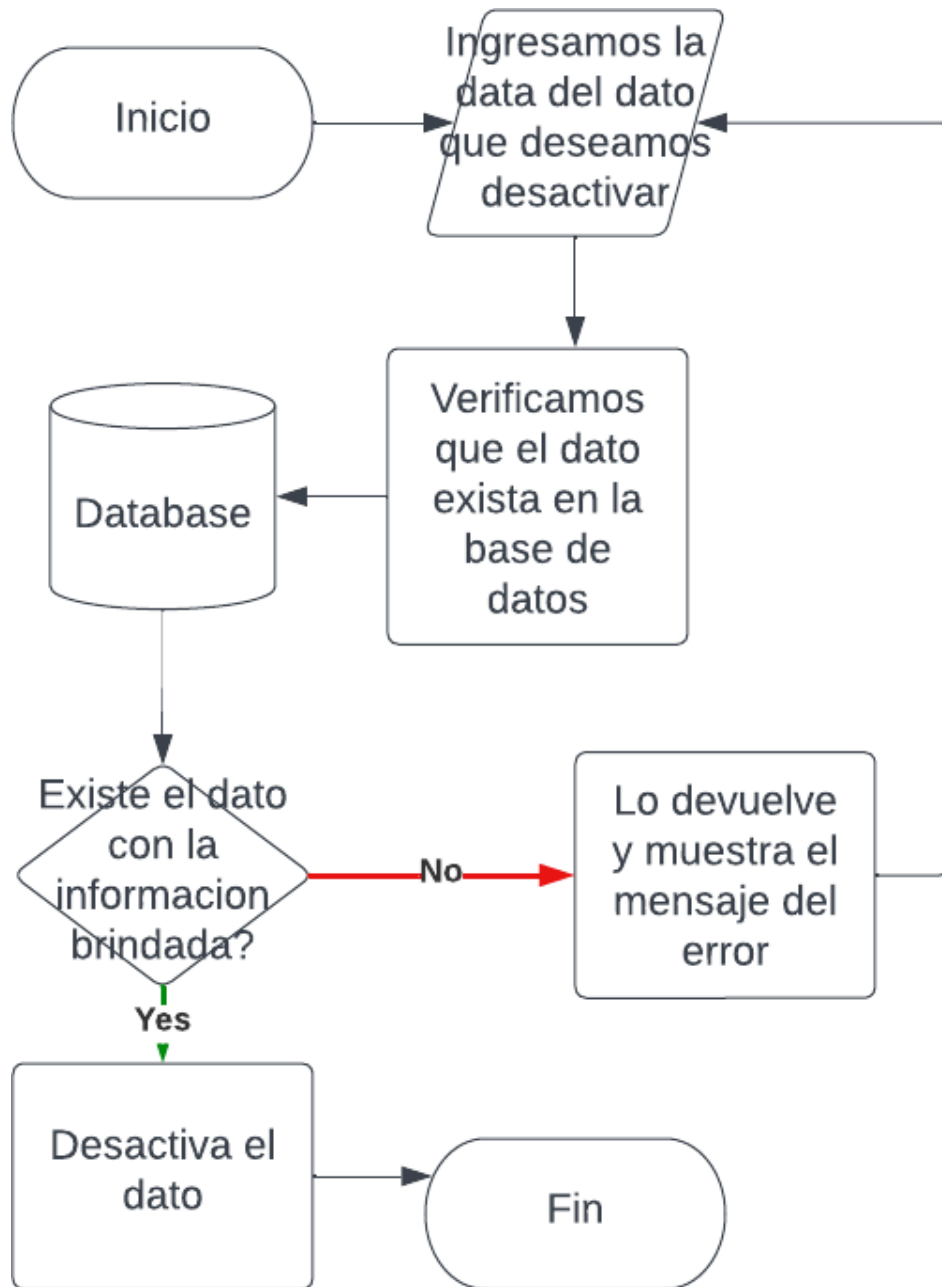 Inicio
Ingresamos la
data del dato
que deseamos
desactivar
Verificamos
que el dato
exista en la
base de
datos
Database
Existe el dato
con la
informacion
brindada?
No
Lo devuelve
y muestra el
mensaje del
error
Yes
Desactiva el
dato
Fin